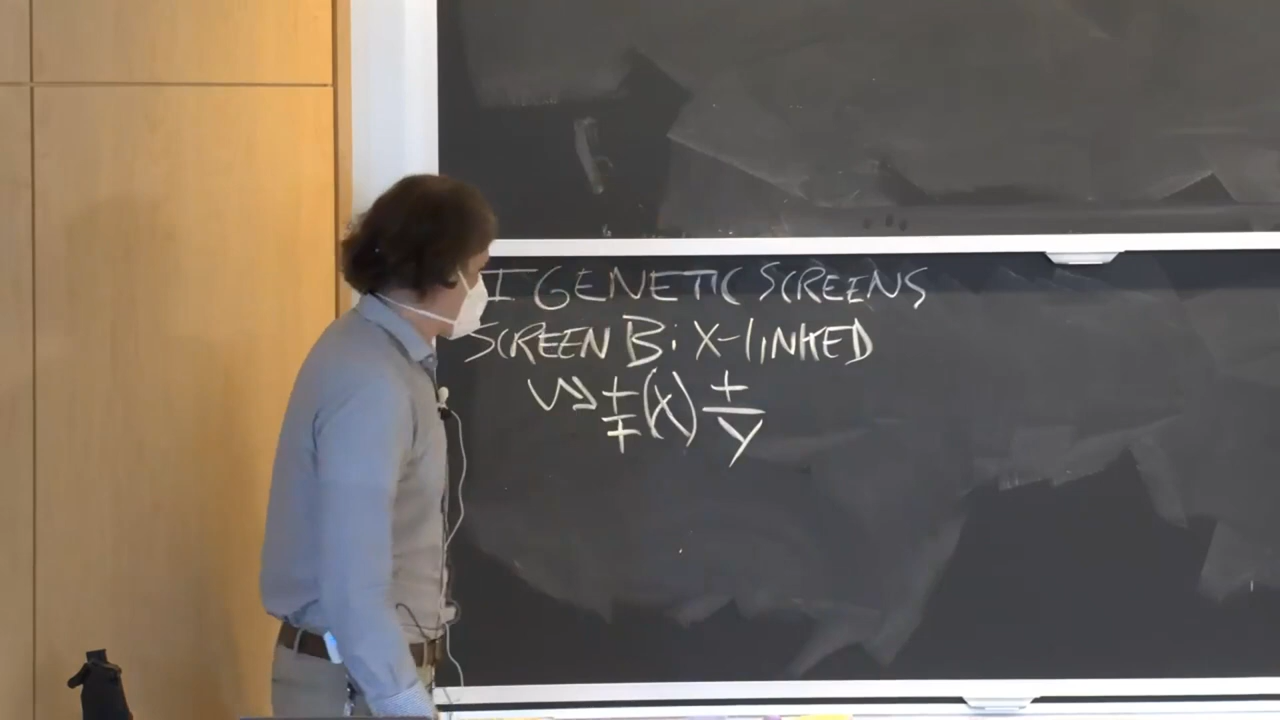 I GENETIC SCREENS
SCREEN B: X-LINKED
+/+ (X) +/Y